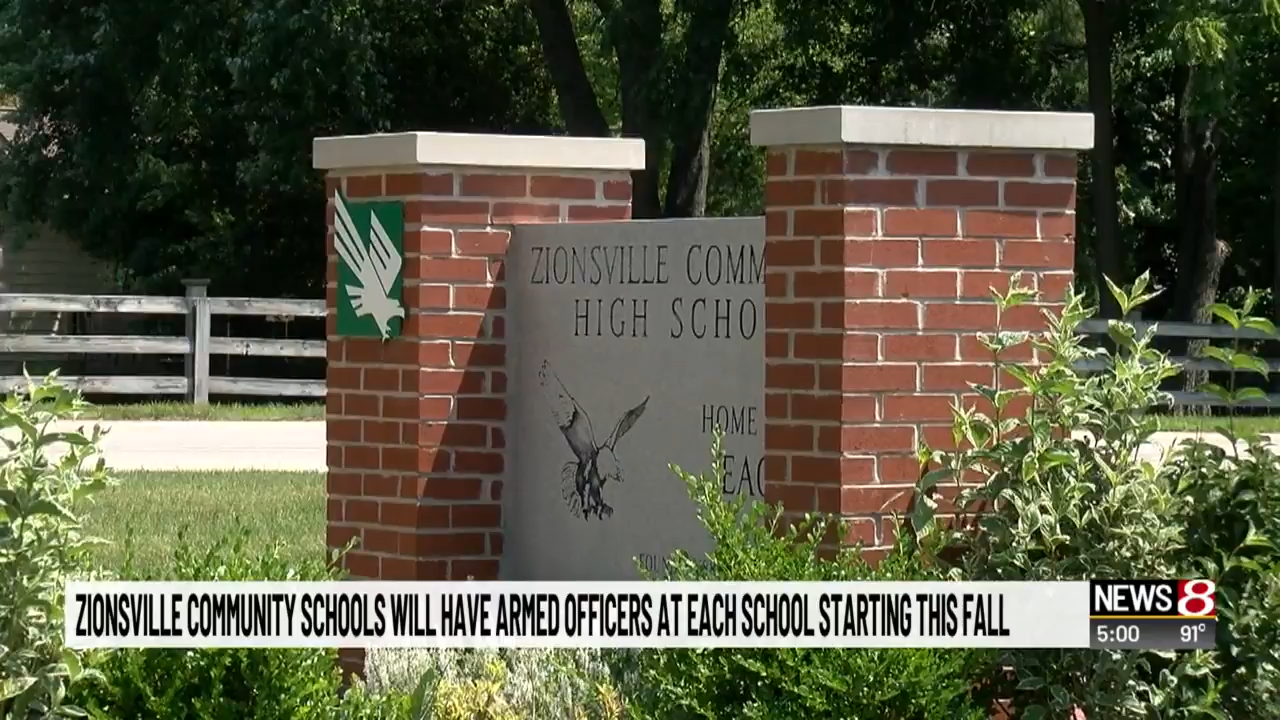 ZIONSVILLE COMM
HIGH SCHO
HOME
EAG
ZIONSVILLE COMMUNITY SCHOOLS WILL HAVE ARMED OFFICERS AT EACH SCHOOL STARTING THIS FALL
NEWS 8
5:00 91°